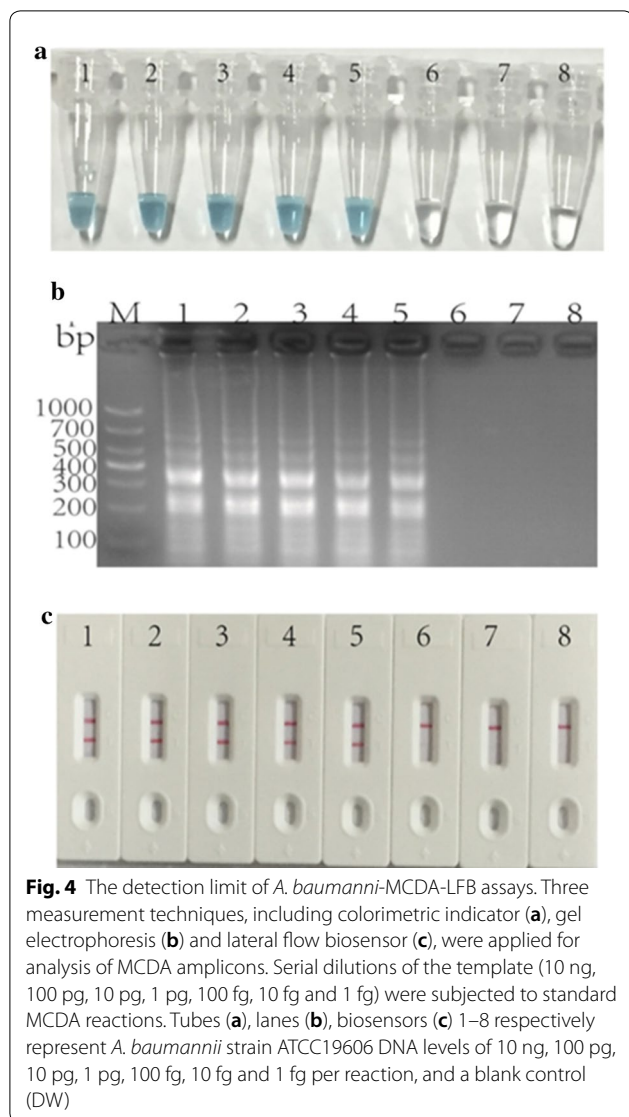 a
1 2 3 4 5 6 7 8
b
M 1 2 3 4 5 6 7 8
bp
1000
700
500
400
300
200
100
c
1 2 3 4 5 6 7 8
Fig. 4 The detection limit of A. baumanni-MCDA-LFB assays. Three
measurement techniques, including colorimetric indicator (a), gel
electrophoresis (b) and lateral flow biosensor (c), were applied for
analysis of MCDA amplicons. Serial dilutions of the template (10 ng,
100 pg, 10 pg, 1 pg, 100 fg, 10 fg and 1 fg) were subjected to standard
MCDA reactions. Tubes (a), lanes (b), biosensors (c) 1–8 respectively
represent A. baumannii strain ATCC19606 DNA levels of 10 ng, 100 pg,
10 pg, 1 pg, 100 fg, 10 fg and 1 fg per reaction, and a blank control
(DW)